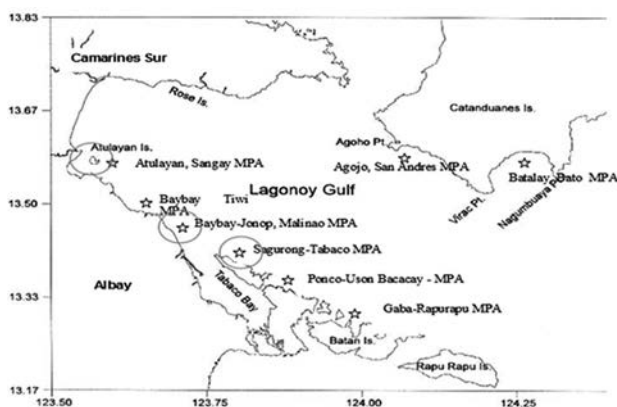 13.83
Camarines Sur
Rose Is.
13.67
Catanduanes Is.
Agoho Pt.
Atulayan Is.
Atulayan, Sangay MPA
Agojo, San Andres MPA
Batalay, Bato MPA
Lagonoy Gulf
Baybay Tiwi
MPA
13.50
Virac Pt.
Nagumbuaya Pt.
Baybay-Jonop, Malinao MPA
Sagurong-Tabaco MPA
Albay
Tabaco Bay
Ponco-Uson Bacacay - MPA
13.33
Gaba-Rapurapu MPA
Batan Is.
Rapu Rapu Is.
13.17
123.50
123.75
124.00
124.25